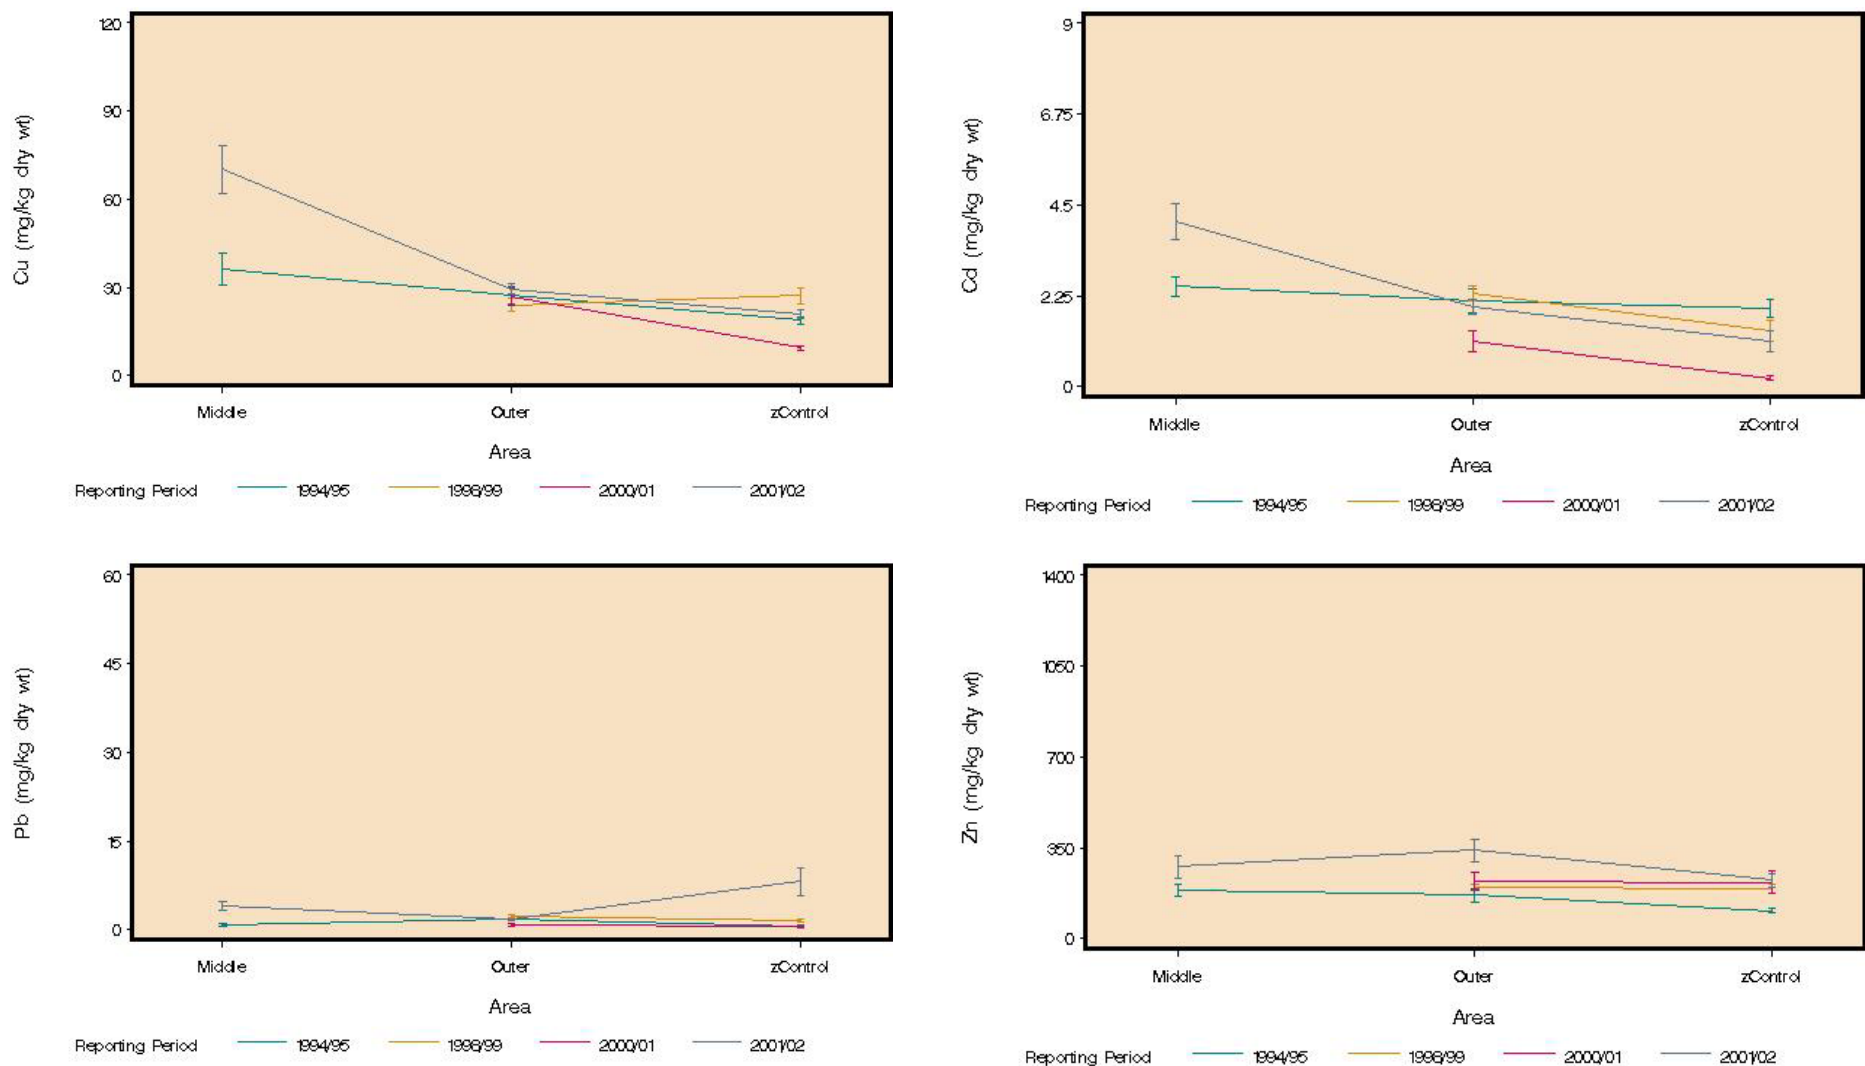 Cu (mg/kg dry wt)
120
90
60
30
0
Middle Outer zControl
Area
Reporting Period 1994/95 1998/99 2000/01 2001/02
Cd (mg/kg dry wt)
9
6.75
4.5
2.25
0
Middle Outer zControl
Area
Reporting Period 1994/95 1998/99 2000/01 2001/02
Pb (mg/kg dry wt)
60
45
30
15
0
Middle Outer zControl
Area
Reporting Period 1994/95 1998/99 2000/01 2001/02
Zn (mg/kg dry wt)
1400
1050
700
350
0
Middle Outer zControl
Area
Reporting Period 1994/95 1998/99 2000/01 2001/02